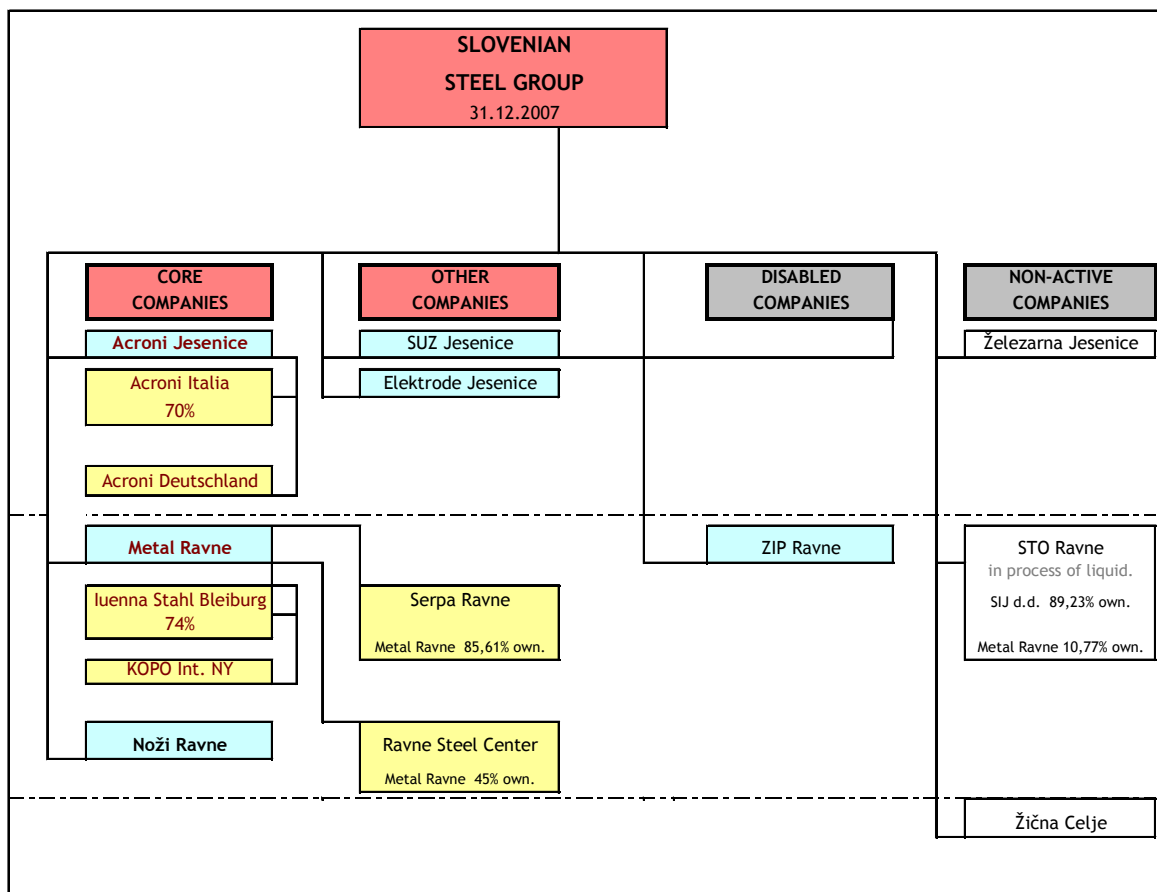 SLOVENIAN
STEEL GROUP
31.12.2007
CORE
COMPANIES
OTHER
COMPANIES
DISABLED
COMPANIES
NON-ACTIVE
COMPANIES
Acroni Jesenice
SUZ Jesenice
Železarna Jesenice
Acroni Italia
70%
Elektrode Jesenice
Acroni Deutschland
Metal Ravne
ZIP Ravne
STO Ravne
in process of liquid.
SIJ d.d. 89,23% own.
Metal Ravne 10,77% own.
Iuenna Stahl Bleiburg
74%
Serpa Ravne
Metal Ravne 85,61% own.
KOPO Int. NY
Noži Ravne
Ravne Steel Center
Metal Ravne 45% own.
Žična Celje